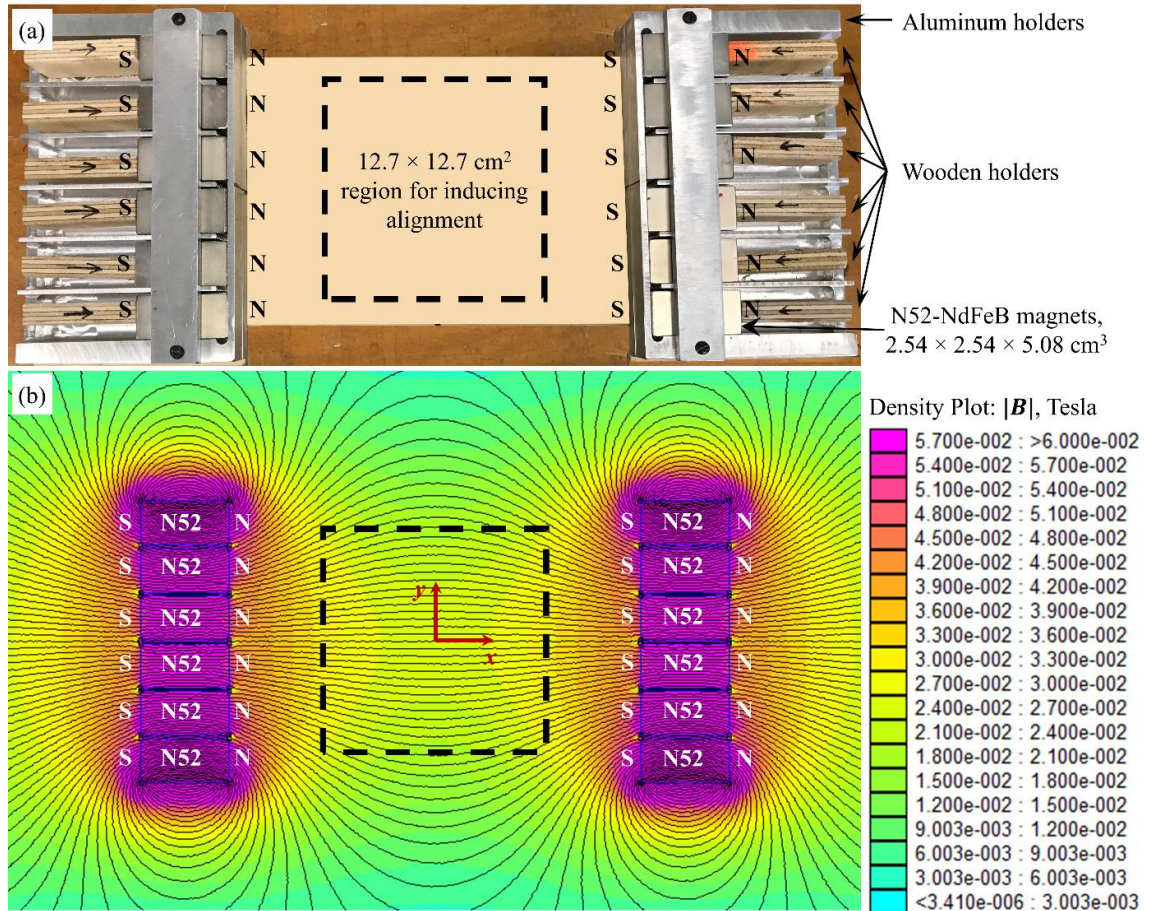 (a)
Aluminum holders
S N S N
S N S N
S N S N
S N S N
S N S N
S N S N
12.7 × 12.7 cm²
region for inducing
alignment
Wooden holders
N52-NdFeB magnets,
2.54 × 2.54 × 5.08 cm³
(b)
S N52 N S N52 N
S N52 N S N52 N
S N52 N S N52 N
S N52 N S N52 N
S N52 N S N52 N
S N52 N S N52 N
y
x
Density Plot: |B|, Tesla
5.700e-002 : >6.000e-002
5.400e-002 : 5.700e-002
5.100e-002 : 5.400e-002
4.800e-002 : 5.100e-002
4.500e-002 : 4.800e-002
4.200e-002 : 4.500e-002
3.900e-002 : 4.200e-002
3.600e-002 : 3.900e-002
3.300e-002 : 3.600e-002
3.000e-002 : 3.300e-002
2.700e-002 : 3.000e-002
2.400e-002 : 2.700e-002
2.100e-002 : 2.400e-002
1.800e-002 : 2.100e-002
1.500e-002 : 1.800e-002
1.200e-002 : 1.500e-002
9.003e-003 : 1.200e-002
6.003e-003 : 9.003e-003
3.003e-003 : 6.003e-003
<3.410e-006 : 3.003e-003